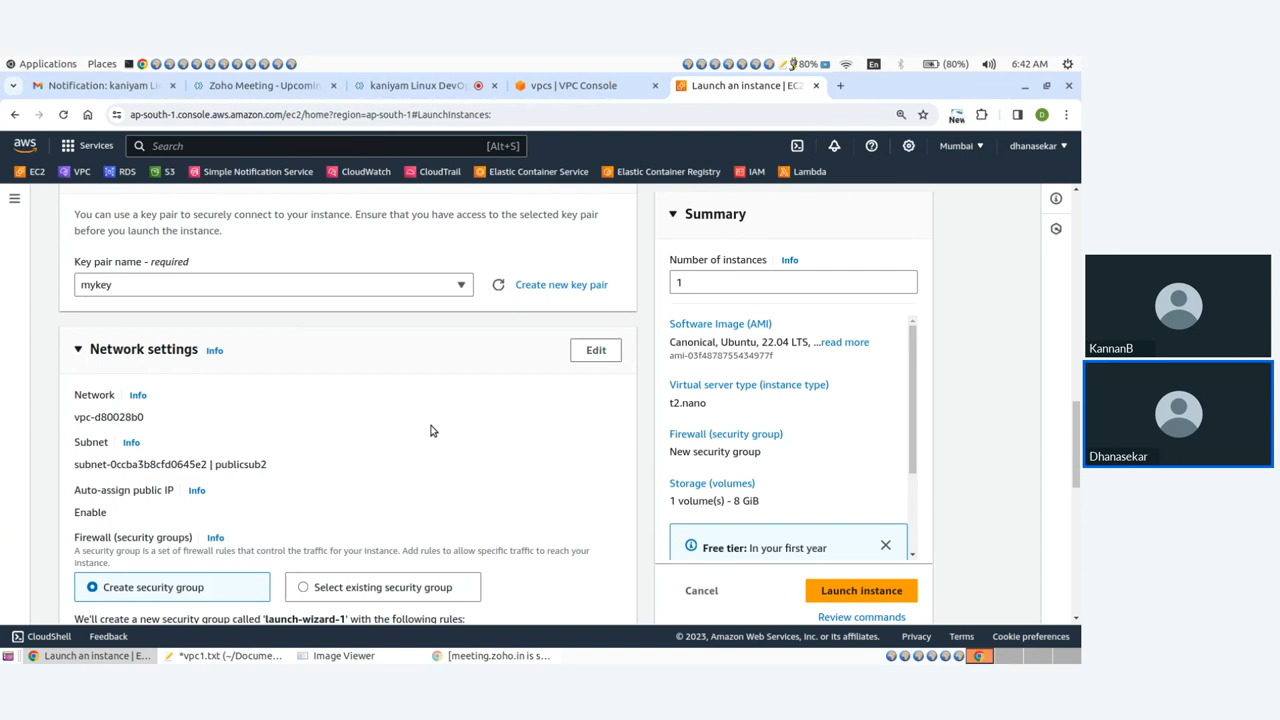 Applications Places 80% En (80%) 6:42 AM
Notification: kaniyam Li Zoho Meeting - Upcomin kaniyam Linux DevO vpcs | VPC Console Launch an instance | EC2
ap-south-1.console.aws.amazon.com/ec2/home?region=ap-south-1#LaunchInstances: New
aws Services Search [Alt+S] Mumbai dhanasekar
EC2 VPC RDS S3 Simple Notification Service CloudWatch CloudTrail Elastic Container Service Elastic Container Registry IAM Lambda
You can use a key pair to securely connect to your instance. Ensure that you have access to the selected key pair
before you launch the instance.
Key pair name - required
mykey Create new key pair
Network settings Info Edit
Network Info
vpc-d80028b0
Subnet Info
subnet-0ccba3b8cfd0645e2 | publicsub2
Auto-assign public IP Info
Enable
Firewall (security groups) Info
A security group is a set of firewall rules that control the traffic for your instance. Add rules to allow specific traffic to reach your
instance.
Create security group Select existing security group
We'll create a new security group called 'launch-wizard-1' with the following rules:
Summary
Number of instances Info
1
Software Image (AMI)
Canonical, Ubuntu, 22.04 LTS, ...read more
ami-03f4878755434977f
Virtual server type (instance type)
t2.nano
Firewall (security group)
New security group
Storage (volumes)
1 volume(s) - 8 GiB
Free tier: In your first year
Cancel Launch instance
Review commands
CloudShell Feedback © 2023, Amazon Web Services, Inc. or its affiliates. Privacy Terms Cookie preferences
Launch an instance | E... *vpc1.txt (~/Docume... Image Viewer [meeting.zoho.in is s...
KannanB
Dhanasekar